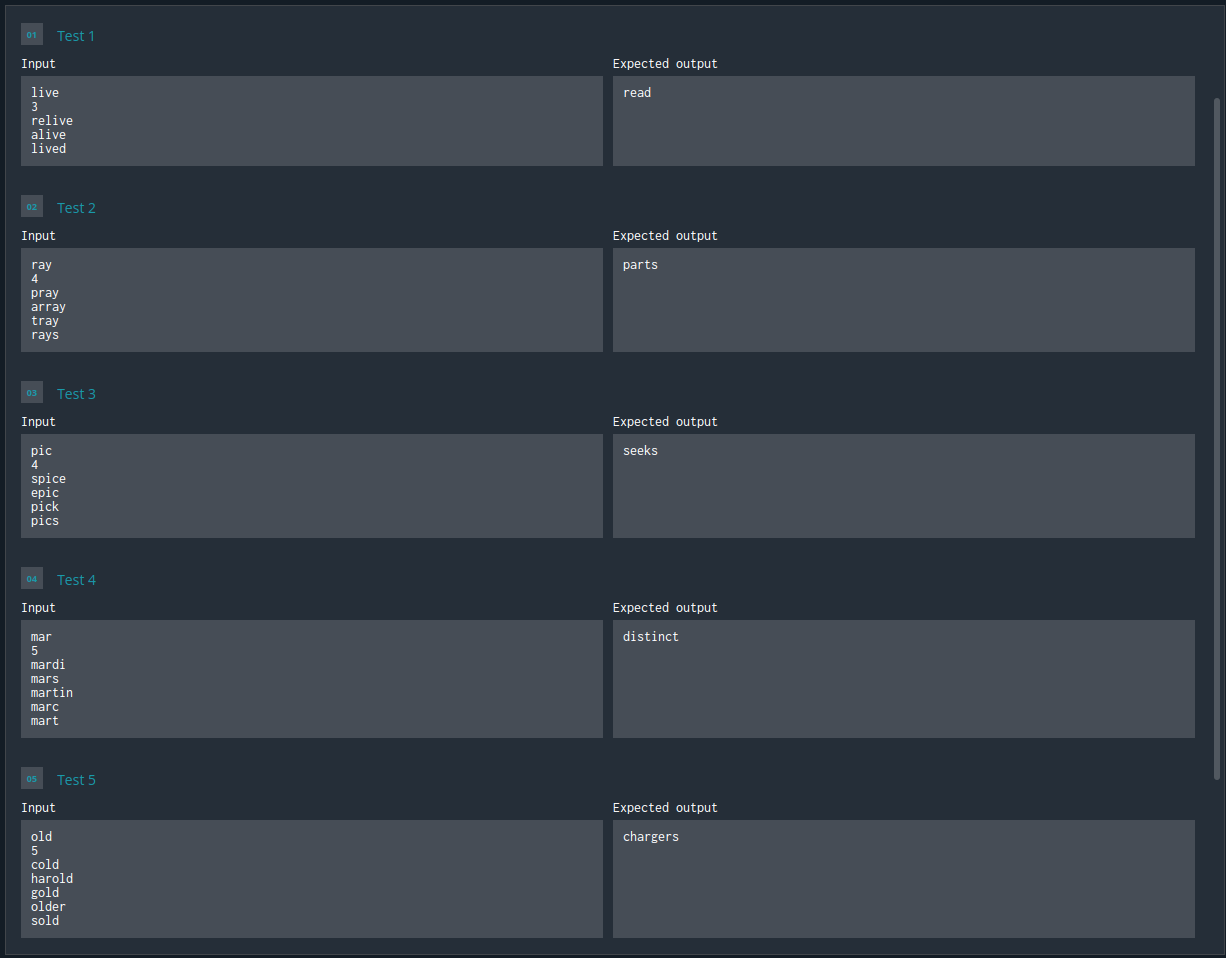 01 Test 1
Input Expected output
live read
3
relive
alive
lived
02 Test 2
Input Expected output
ray parts
4
pray
array
tray
rays
03 Test 3
Input Expected output
pic seeks
4
spice
epic
pick
pics
04 Test 4
Input Expected output
mar distinct
5
mardi
mars
martin
marc
mart
05 Test 5
Input Expected output
old chargers
5
cold
harold
gold
older
sold